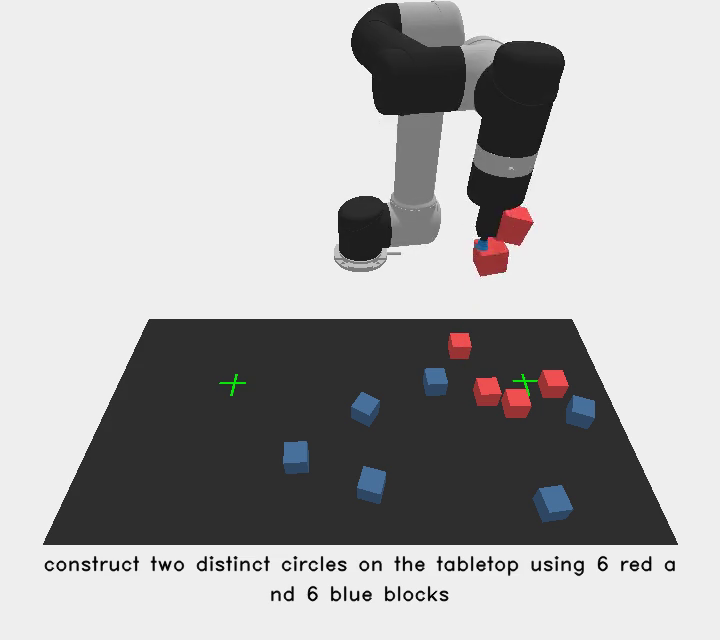 construct two distinct circles on the tabletop using 6 red a
nd 6 blue blocks